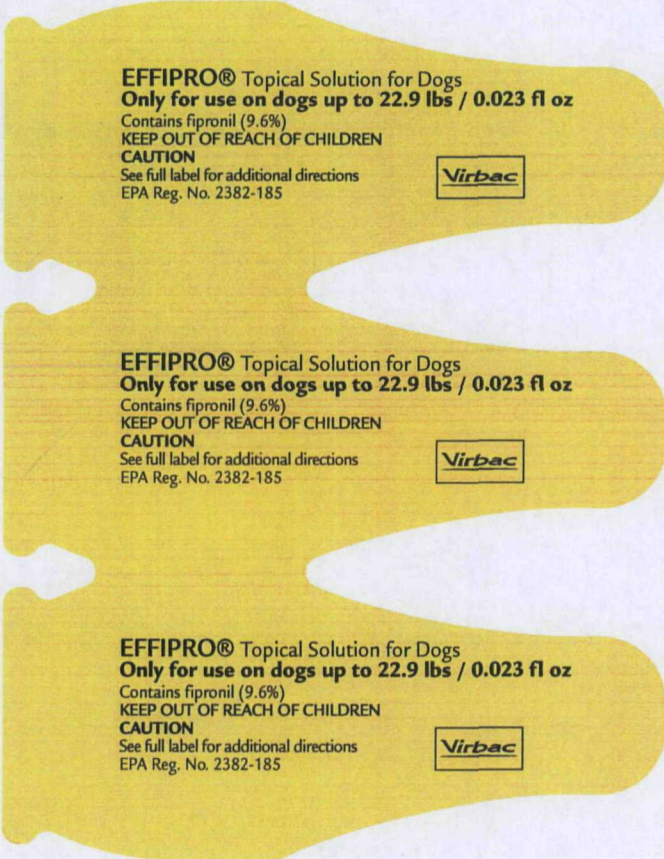 EFFIPRO® Topical Solution for Dogs
Only for use on dogs up to 22.9 lbs / 0.023 fl oz
Contains fipronil (9.6%)
KEEP OUT OF REACH OF CHILDREN
CAUTION
See full label for additional directions
EPA Reg. No. 2382-185
Virbac
EFFIPRO® Topical Solution for Dogs
Only for use on dogs up to 22.9 lbs / 0.023 fl oz
Contains fipronil (9.6%)
KEEP OUT OF REACH OF CHILDREN
CAUTION
See full label for additional directions
EPA Reg. No. 2382-185
Virbac
EFFIPRO® Topical Solution for Dogs
Only for use on dogs up to 22.9 lbs / 0.023 fl oz
Contains fipronil (9.6%)
KEEP OUT OF REACH OF CHILDREN
CAUTION
See full label for additional directions
EPA Reg. No. 2382-185
Virbac